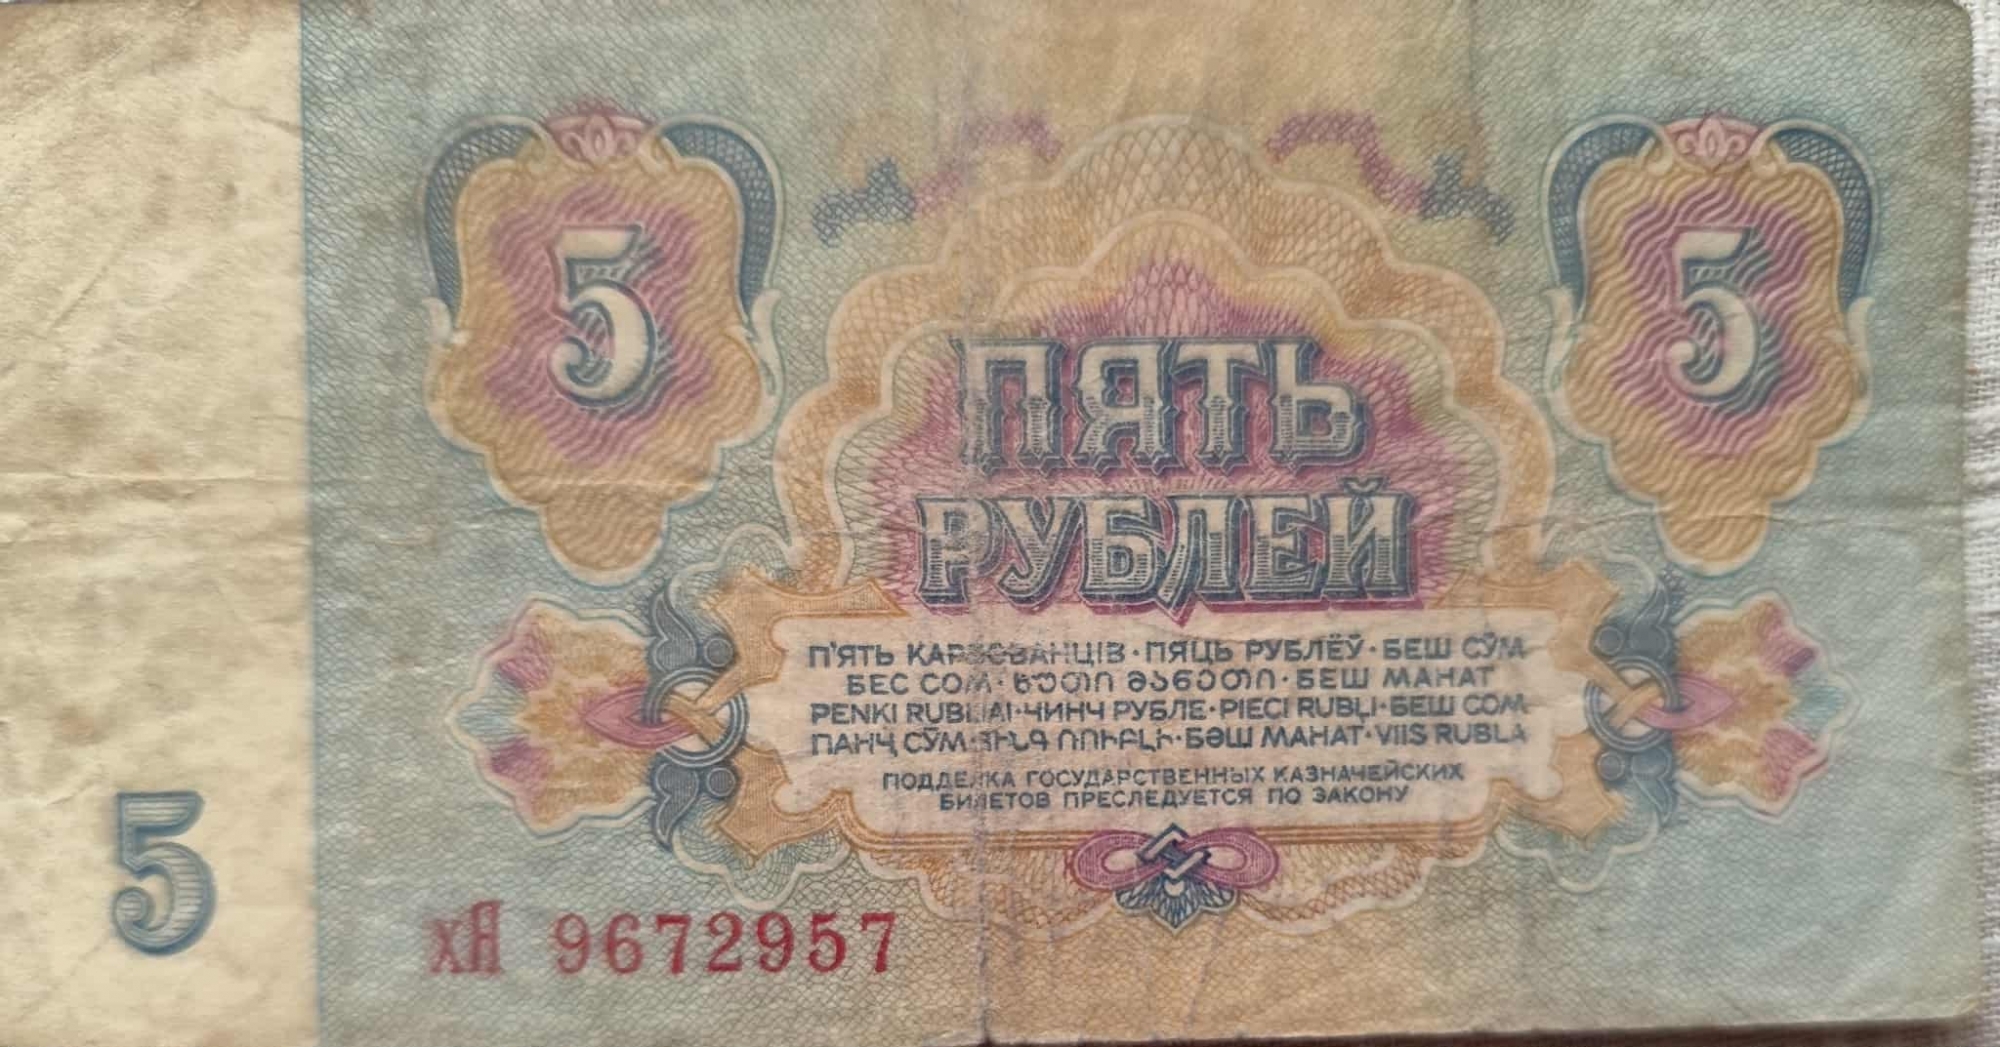 5
5
ПЯТЬ
РУБЛЕЙ
П'ЯТЬ КАРБОВАНЦІВ · ПЯЦЬ РУБЛЁЎ · БЕШ СЎМ
БЕС СОМ · ხუთი მანეთი · БЕШ МАНАТ
PENKI RUBLIAI · ЧИНЧ РУБЛЕ · PIECI RUBĻI · БЕШ СОМ
ПАНҶ СӮМ · ՀԻՆԳ ՌՈՒԲԼԻ · БӘШ МАНАТ · VIIS RUBLA
ПОДДЕЛКА ГОСУДАРСТВЕННЫХ КАЗНАЧЕЙСКИХ
БИЛЕТОВ ПРЕСЛЕДУЕТСЯ ПО ЗАКОНУ
5
хЯ 9672957